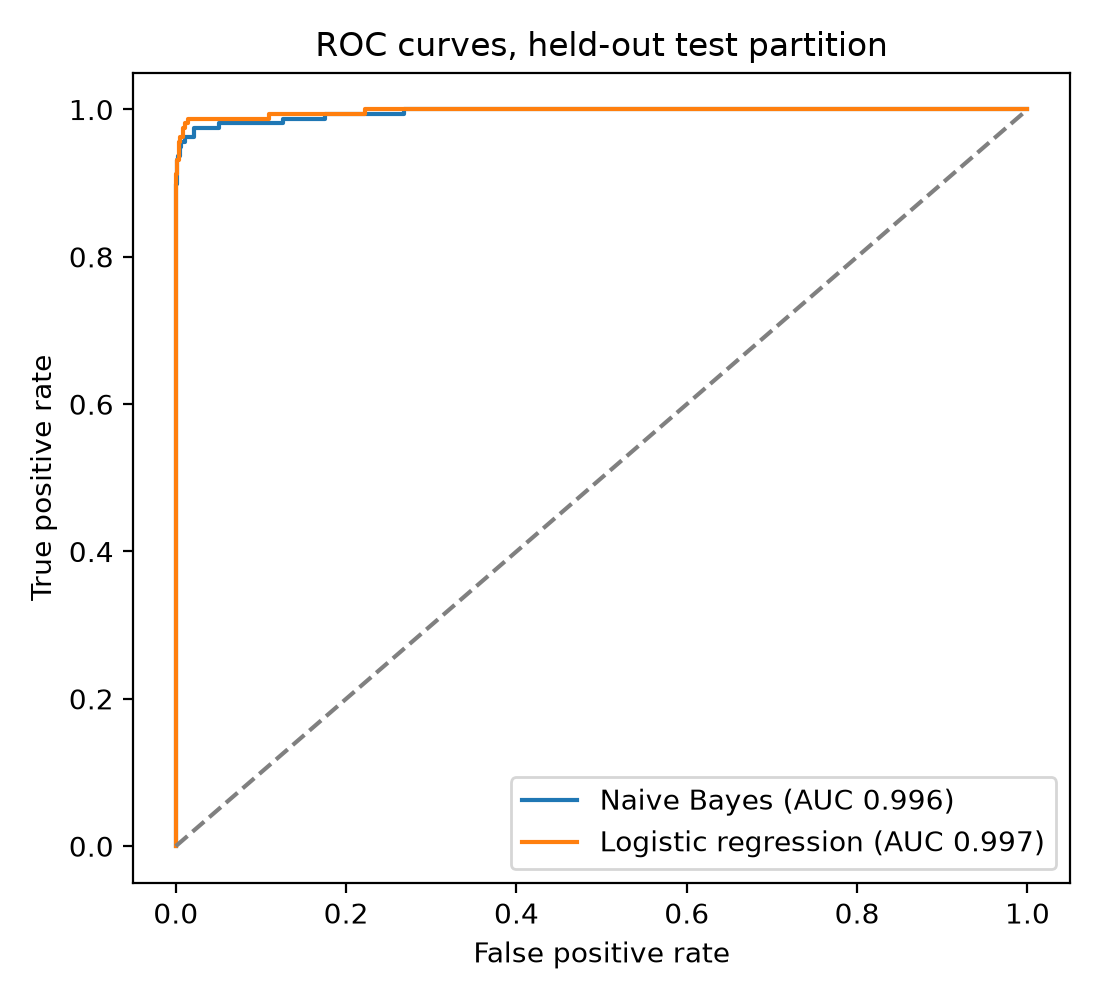 ROC curves, held-out test partition
True positive rate
1.0
0.8
0.6
0.4
0.2
0.0
Naive Bayes (AUC 0.996)
Logistic regression (AUC 0.997)
0.0 0.2 0.4 0.6 0.8 1.0
False positive rate